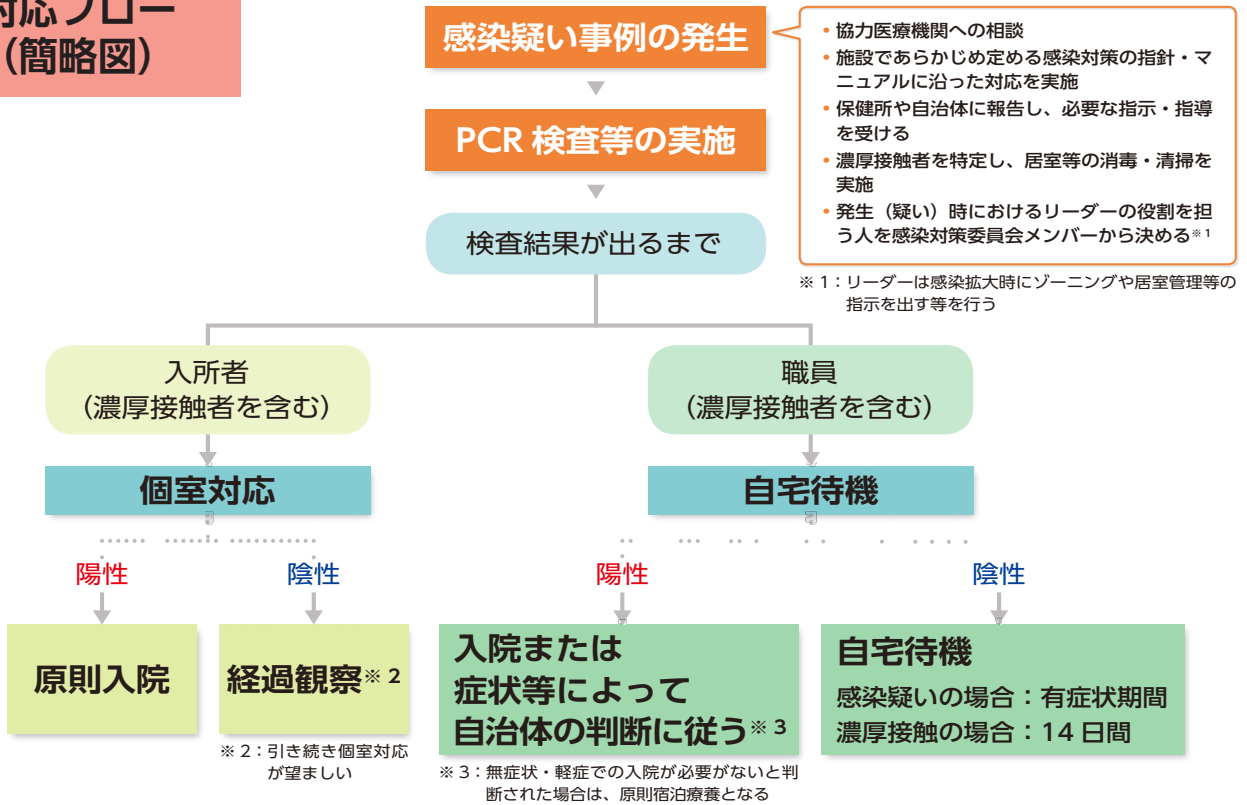 対応フロー
（簡略図）
感染疑い事例の発生
・協力医療機関への相談
・施設であらかじめ定める感染対策の指針・マ
ニュアルに沿った対応を実施
・保健所や自治体に報告し、必要な指示・指導
を受ける
・濃厚接触者を特定し、居室等の消毒・清掃を
実施
・発生（疑い）時におけるリーダーの役割を担
う人を感染対策委員会メンバーから決める※1
※1：リーダーは感染拡大時にゾーニングや居室管理等の
指示を出す等を行う
PCR 検査等の実施
検査結果が出るまで
入所者
（濃厚接触者を含む）
個室対応
陽性
原則入院
陰性
経過観察※2
※2：引き続き個室対応
が望ましい
職員
（濃厚接触者を含む）
自宅待機
陽性
入院または
症状等によって
自治体の判断に従う※3
※3：無症状・軽症での入院が必要がないと判
断された場合は、原則宿泊療養となる
陰性
自宅待機
感染疑いの場合：有症状期間
濃厚接触の場合：14 日間